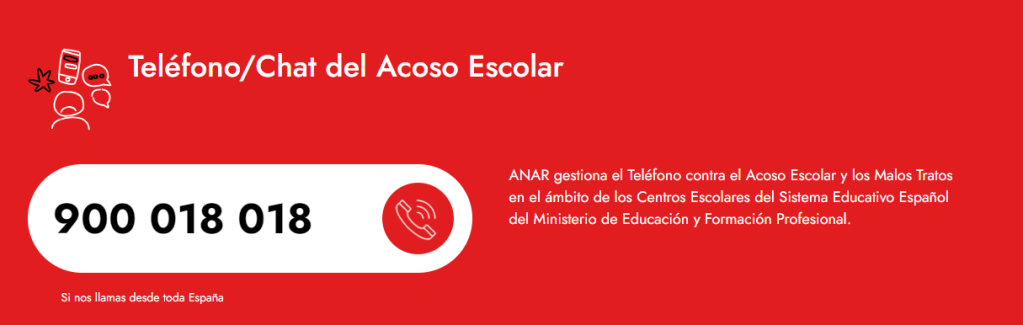 Teléfono/Chat del Acoso Escolar
900 018 018
Si nos llamas desde toda España
ANAR gestiona el Teléfono contra el Acoso Escolar y los Malos Tratos
en el ámbito de los Centros Escolares del Sistema Educativo Español
del Ministerio de Educación y Formación Profesional.